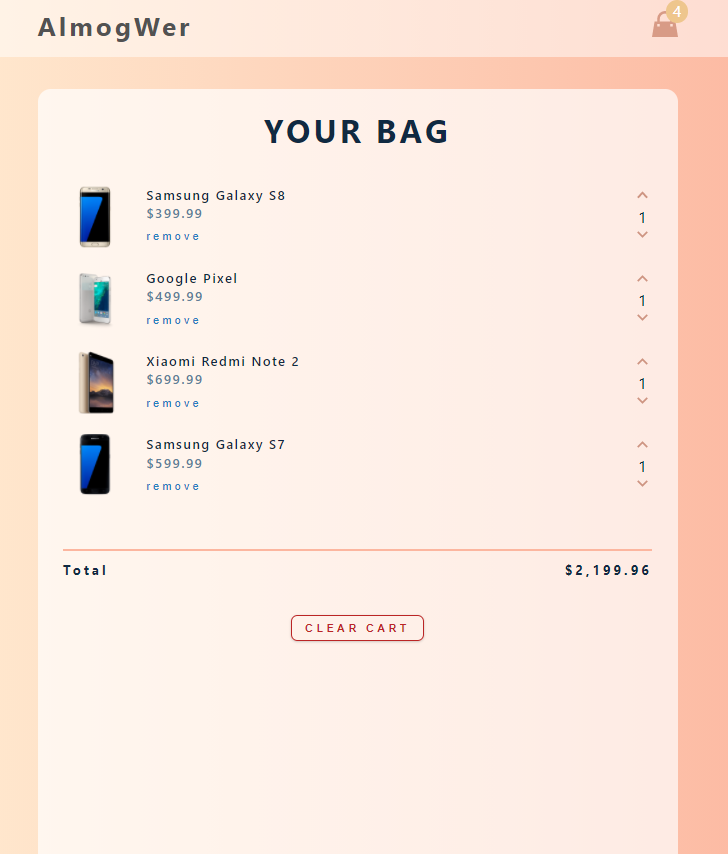 AlmogWer
4
YOUR BAG
Samsung Galaxy S8
$399.99
remove
1
Google Pixel
$499.99
remove
1
Xiaomi Redmi Note 2
$699.99
remove
1
Samsung Galaxy S7
$599.99
remove
1
Total $2,199.96
CLEAR CART